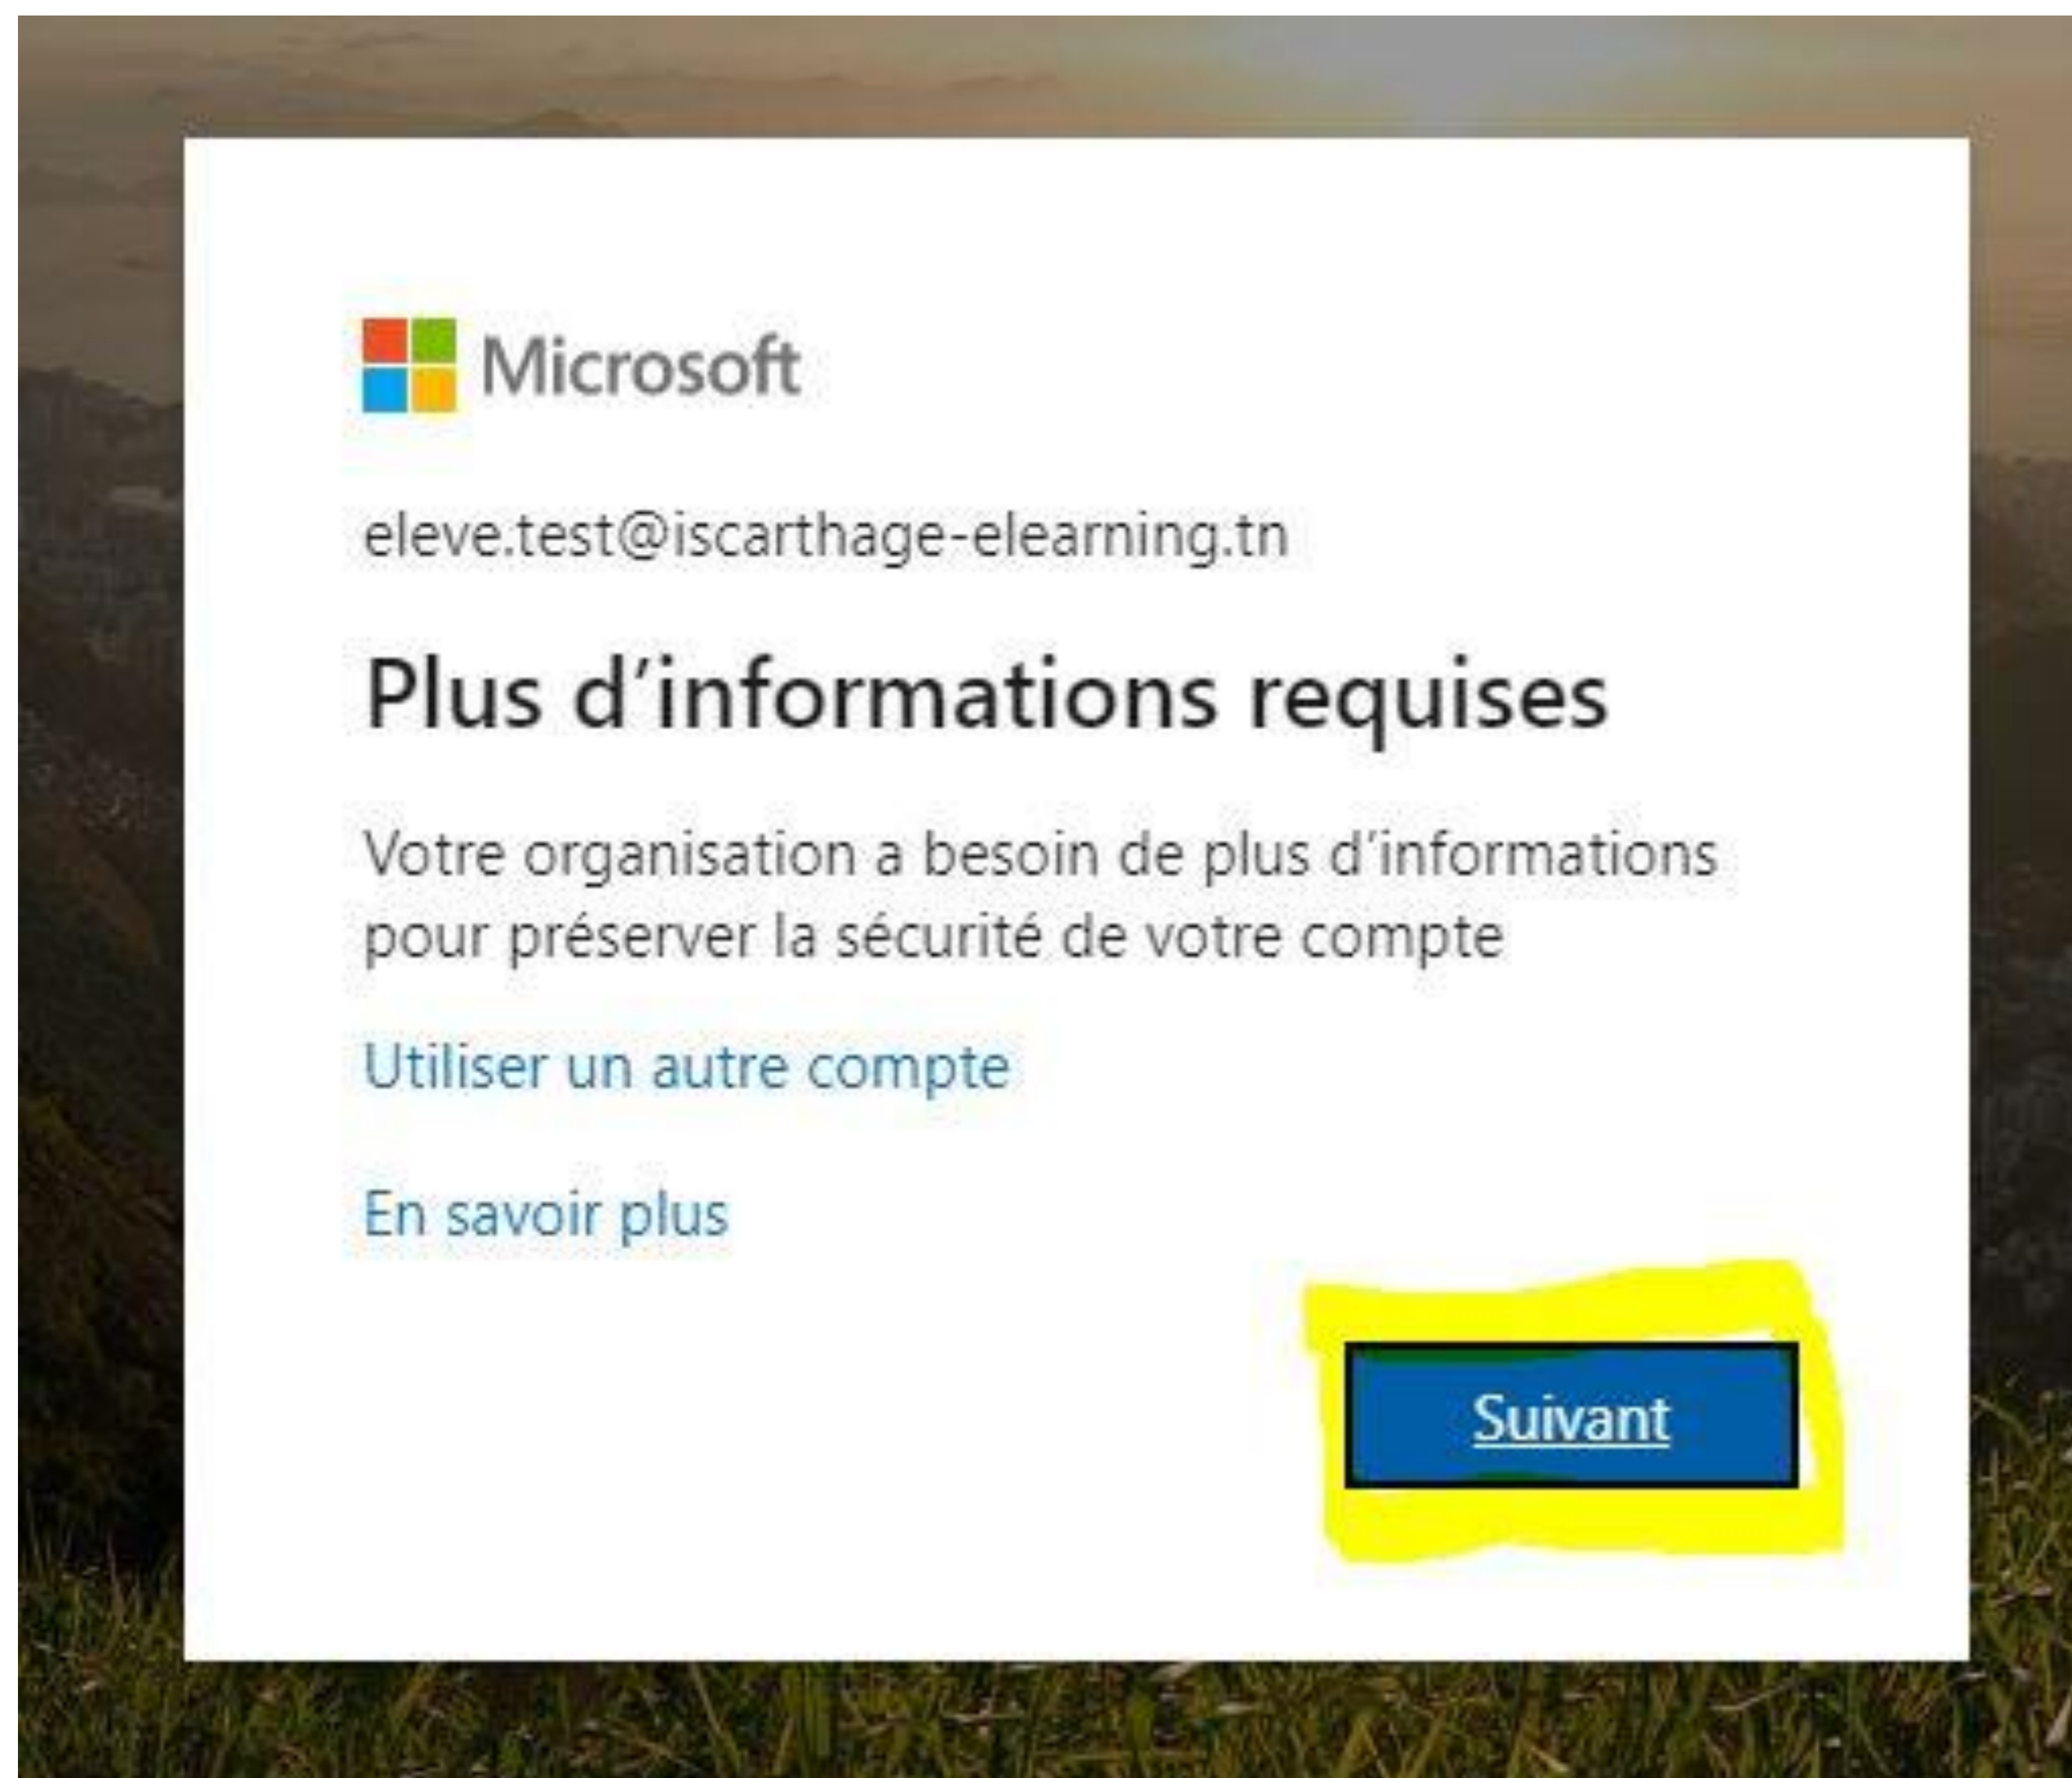 Microsoft
eleve.test@iscarthage-elearning.tn
Plus d’informations requises
Votre organisation a besoin de plus d’informations
pour préserver la sécurité de votre compte
Utiliser un autre compte
En savoir plus
Suivant